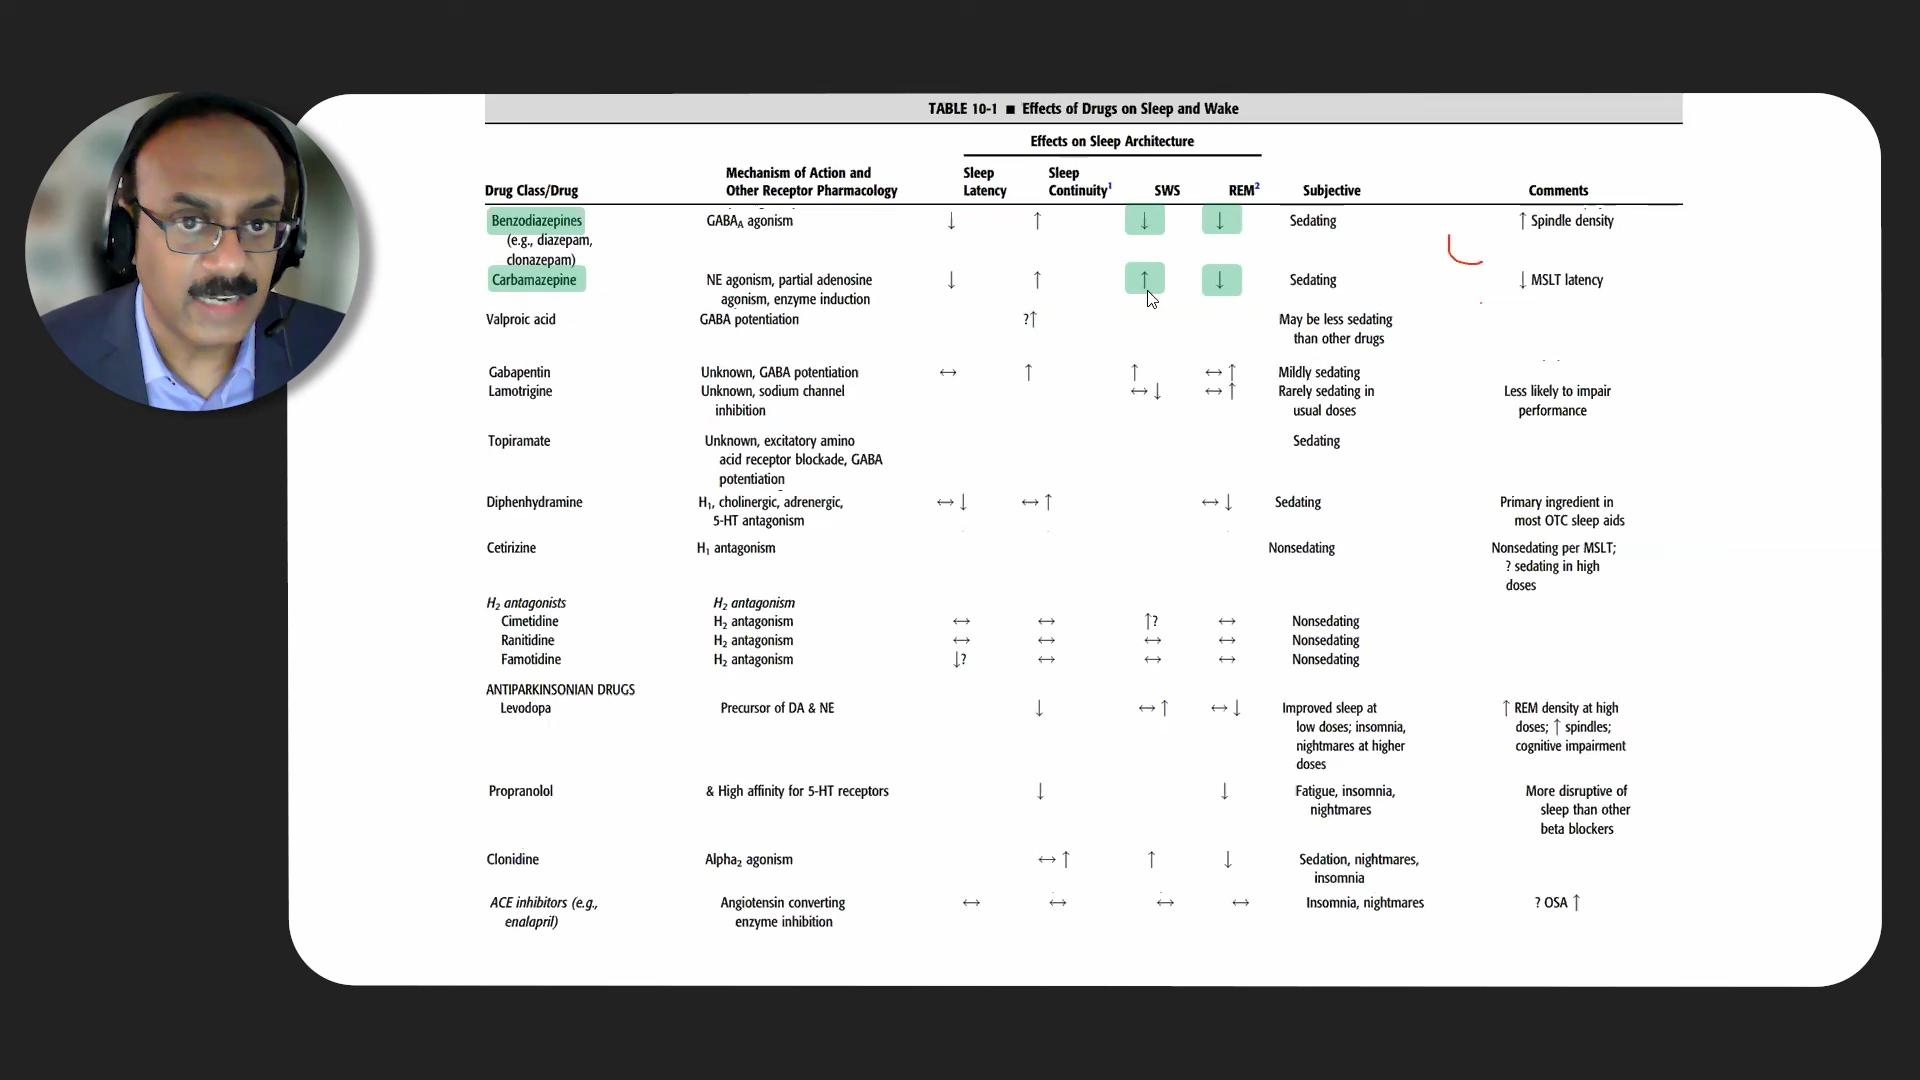 TABLE 10-1 ■ Effects of Drugs on Sleep and Wake
Effects on Sleep Architecture
Drug Class/Drug
Mechanism of Action and
Other Receptor Pharmacology
Sleep
Latency
Sleep
Continuity¹
SWS
REM²
Subjective
Comments
Benzodiazepines
(e.g., diazepam,
clonazepam)
GABA_A agonism
↓
↑
↓
↓
Sedating
↑ Spindle density
Carbamazepine
NE agonism, partial adenosine
agonism, enzyme induction
↓
↑
↑
↓
Sedating
↓ MSLT latency
Valproic acid
GABA potentiation
?↑
May be less sedating
than other drugs
Gabapentin
Unknown, GABA potentiation
↔
↑
↑
↔ ↑
Mildly sedating
Lamotrigine
Unknown, sodium channel
inhibition
↔ ↓
↔ ↑
Rarely sedating in
usual doses
Less likely to impair
performance
Topiramate
Unknown, excitatory amino
acid receptor blockade, GABA
potentiation
Sedating
Diphenhydramine
H₁, cholinergic, adrenergic,
5-HT antagonism
↔ ↓
↔ ↑
↔ ↓
Sedating
Primary ingredient in
most OTC sleep aids
Cetirizine
H₁ antagonism
Nonsedating
Nonsedating per MSLT;
? sedating in high
doses
H₂ antagonists
H₂ antagonism
Cimetidine
H₂ antagonism
↔
↔
↑?
↔
Nonsedating
Ranitidine
H₂ antagonism
↔
↔
↔
↔
Nonsedating
Famotidine
H₂ antagonism
↓?
↔
↔
↔
Nonsedating
ANTIPARKINSONIAN DRUGS
Levodopa
Precursor of DA & NE
↓
↔ ↑
↔ ↓
Improved sleep at
low doses; insomnia,
nightmares at higher
doses
↑ REM density at high
doses; ↑ spindles;
cognitive impairment
Propranolol
& High affinity for 5-HT receptors
↓
↓
Fatigue, insomnia,
nightmares
More disruptive of
sleep than other
beta blockers
Clonidine
Alpha₂ agonism
↔ ↑
↑
↓
Sedation, nightmares,
insomnia
ACE inhibitors (e.g.,
enalapril)
Angiotensin converting
enzyme inhibition
↔
↔
↔
↔
Insomnia, nightmares
? OSA ↑